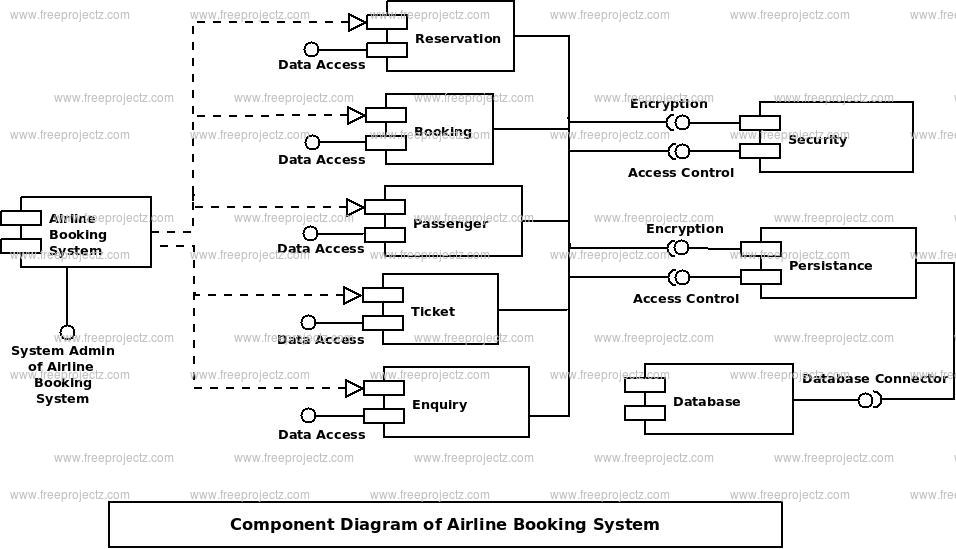 Reservation
Data Access
Encryption
Booking
Security
Data Access
Access Control
Airline
Booking
System
Passenger
Encryption
Data Access
Persistance
Access Control
Ticket
Data Access
System Admin
of Airline
Booking
System
Database Connector
Enquiry
Database
Data Access
Component Diagram of Airline Booking System
www.freeprojectz.com